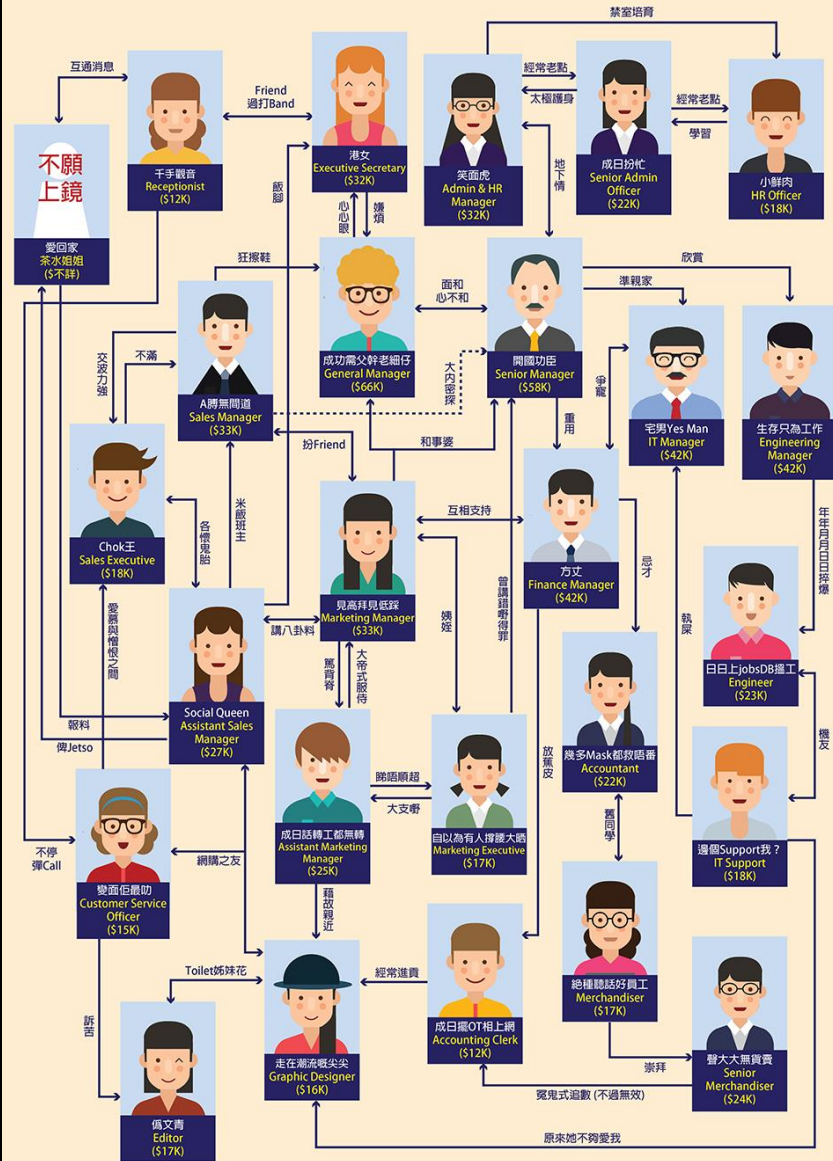 禁室培育
互通消息
Friend
過打Band
經常老點
太極護身
經常老點
學習
不願
上鏡
千手觀音
Receptionist
($12K)
港女
Executive Secretary
($32K)
笑面虎
Admin & HR
Manager
($32K)
成日扮忙
Senior Admin
Officer
($22K)
小鮮肉
HR Officer
($18K)
愛回家
茶水姐姐
($不詳)
飯腳
心心眼
嫌煩
地下情
狂擦鞋
面和
心不和
欣賞
準親家
交波力強
不滿
A膊無間道
Sales Manager
($33K)
成功需父幹老細仔
General Manager
($66K)
開國功臣
Senior Manager
($58K)
大內密探
爭寵
宅男Yes Man
IT Manager
($42K)
生存只為工作
Engineering
Manager
($42K)
扮Friend
和事婆
重用
Chok王
Sales Executive
($18K)
各懷鬼胎
米飯班主
見高拜見低踩
Marketing Manager
($33K)
互相支持
方丈
Finance Manager
($42K)
忌才
年年月月日日捽爆
愛慕與憎恨之間
講八卦料
篤背脊
大帝式服侍
姨姪
曾講錯嘢得罪
執屎
日日上jobsDB搵工
Engineer
($23K)
Social Queen
Assistant Sales
Manager
($27K)
報料
俾Jetso
放蕉皮
幾多Mask都救唔番
Accountant
($22K)
機友
睇唔順超
大支嘢
成日話轉工都無轉
Assistant Marketing
Manager
($25K)
自以為有人撐腰大晒
Marketing Executive
($17K)
舊同學
邊個Support我？
IT Support
($18K)
不停
彈Call
網購之友
變面佢最叻
Customer Service
Officer
($15K)
藉故親近
絕種聽話好員工
Merchandiser
($17K)
Toilet姊妹花
經常進貢
訴苦
走在潮流嘅尖尖
Graphic Designer
($16K)
成日擺OT相上網
Accounting Clerk
($12K)
崇拜
聲大大無貨賣
Senior
Merchandiser
($24K)
冤鬼式追數 (不過無效)
偽文青
Editor
($17K)
原來她不夠愛我